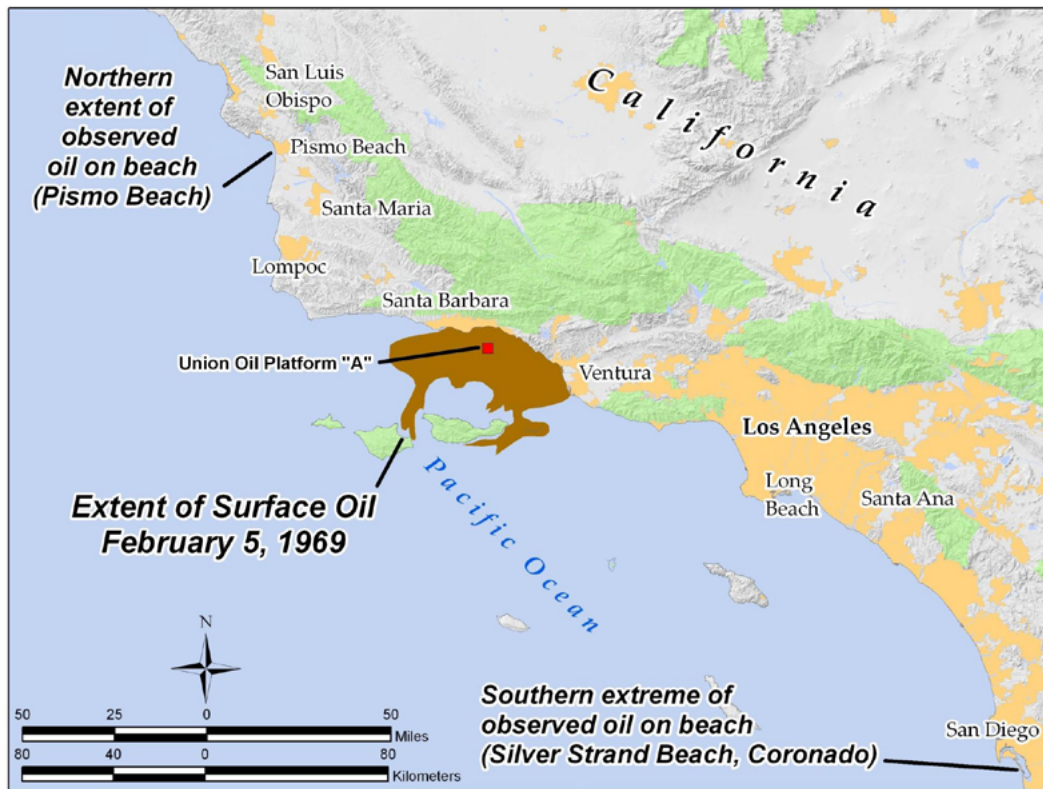 Northern
extent of
observed
oil on beach
(Pismo Beach)
San Luis
Obispo
Pismo Beach
Santa Maria
Lompoc
Santa Barbara
California
Union Oil Platform "A"
Ventura
Los Angeles
Long
Beach
Santa Ana
Extent of Surface Oil
February 5, 1969
Pacific Ocean
N
Southern extreme of
observed oil on beach
(Silver Strand Beach, Coronado)
San Diego
50 25 0 50
Miles
80 40 0 80
Kilometers